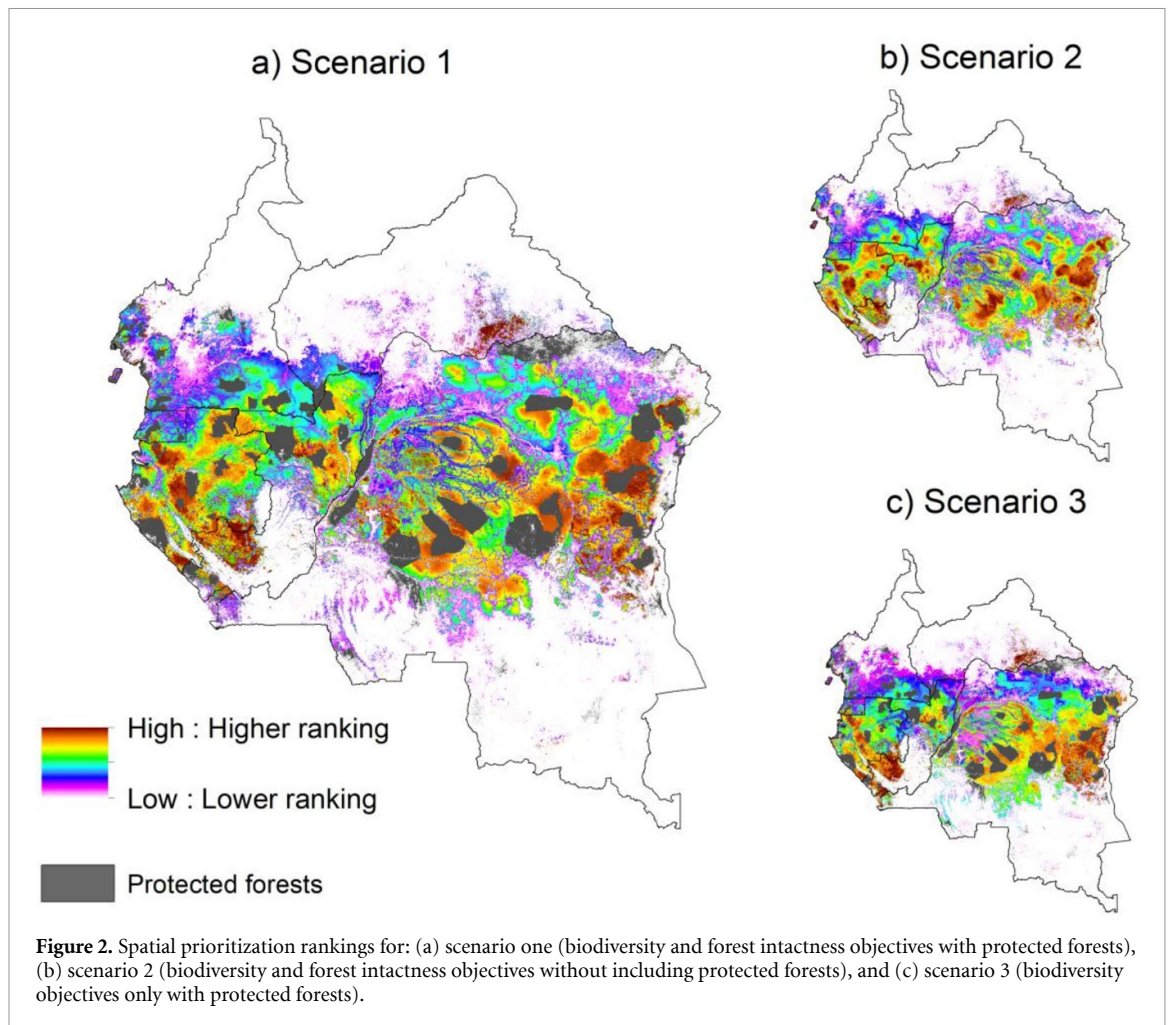 a) Scenario 1
b) Scenario 2
c) Scenario 3
High : Higher ranking
Low : Lower ranking
Protected forests
Figure 2. Spatial prioritization rankings for: (a) scenario one (biodiversity and forest intactness objectives with protected forests),
(b) scenario 2 (biodiversity and forest intactness objectives without including protected forests), and (c) scenario 3 (biodiversity
objectives only with protected forests).